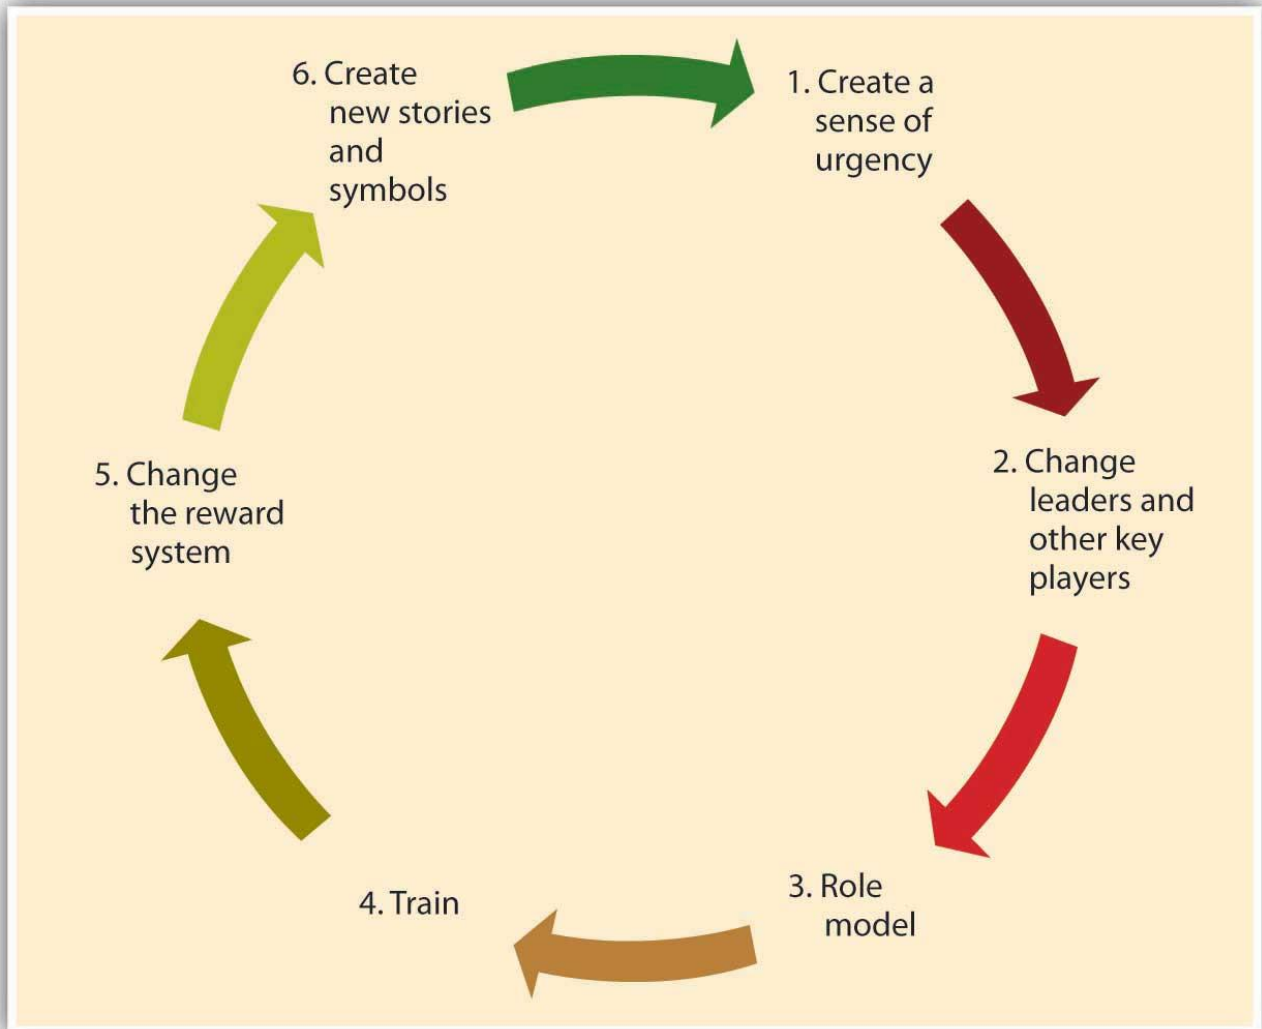 1. Create a
sense of
urgency
2. Change
leaders and
other key
players
3. Role
model
4. Train
5. Change
the reward
system
6. Create
new stories
and
symbols